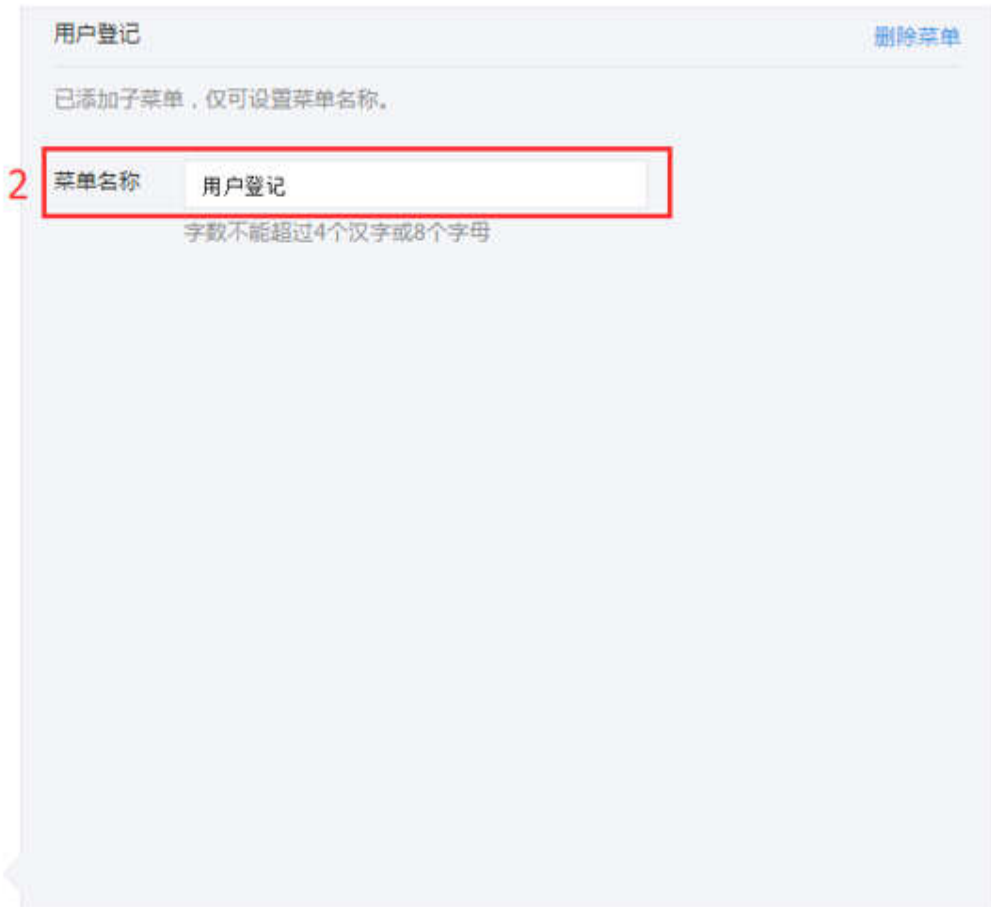 用户登记 删除菜单
已添加子菜单，仅可设置菜单名称。
2 菜单名称 用户登记
字数不能超过4个汉字或8个字母